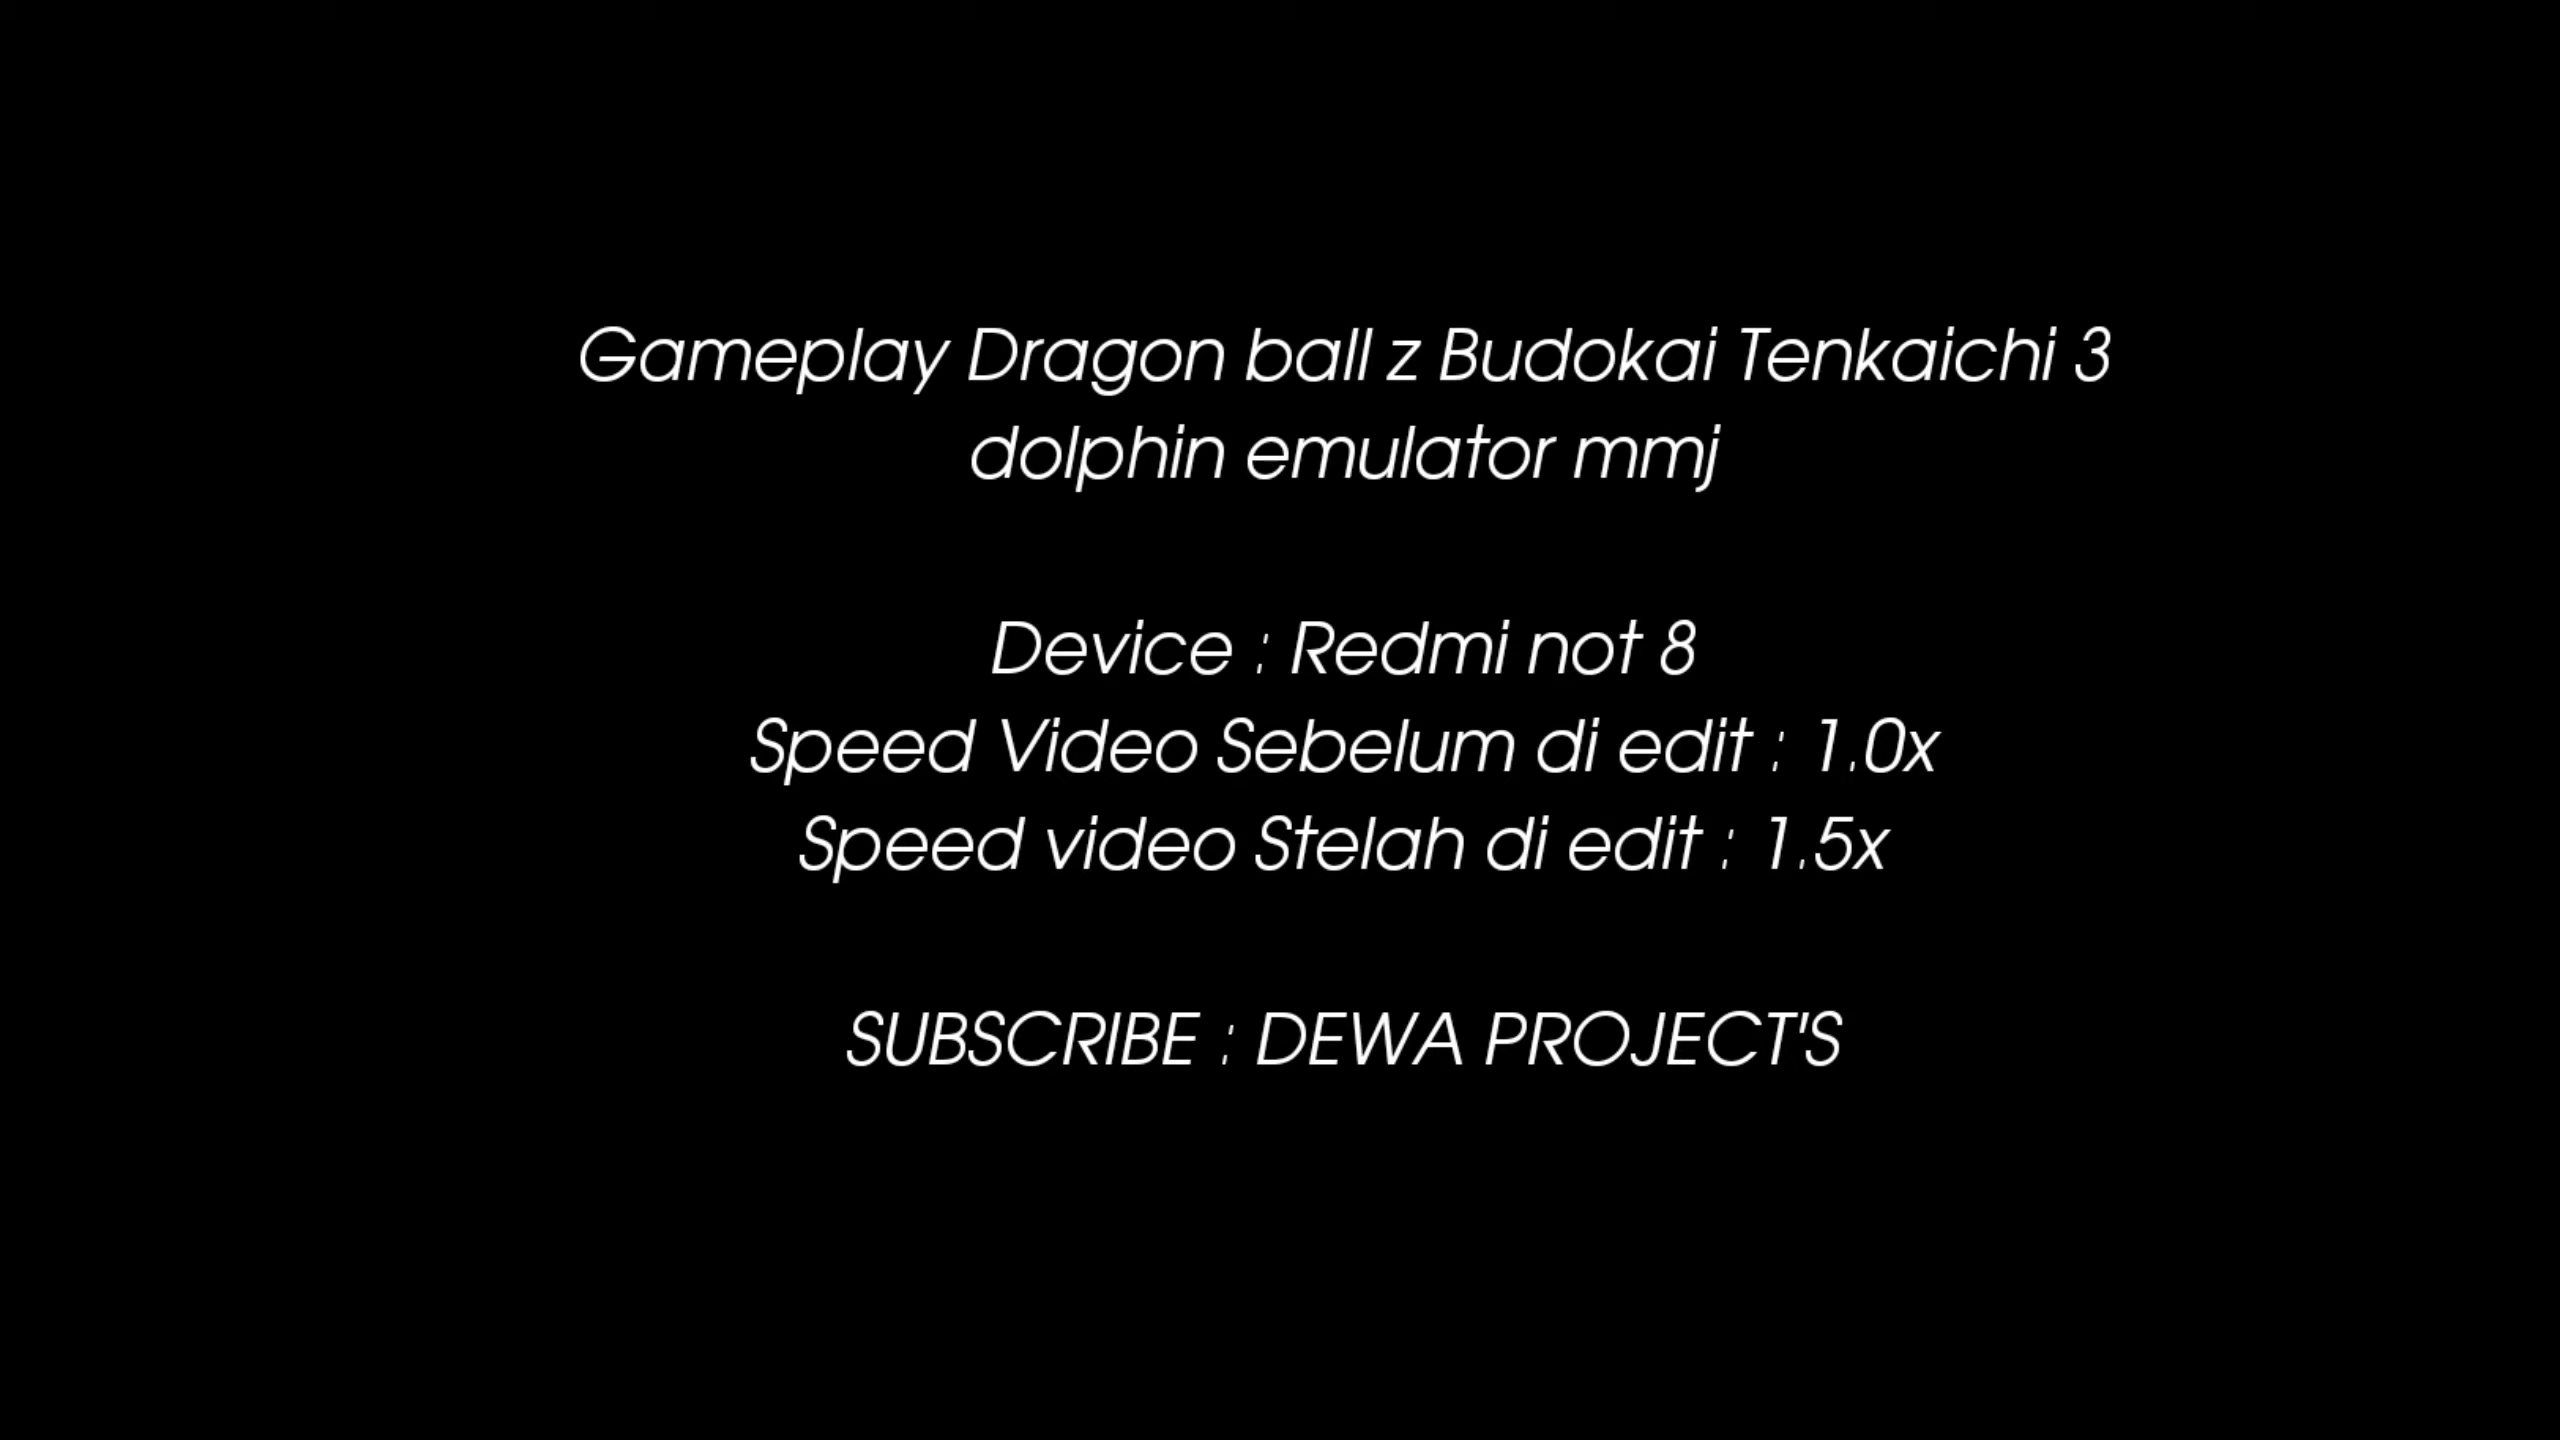 Gameplay Dragon ball z Budokai Tenkaichi 3
dolphin emulator mmj
Device : Redmi not 8
Speed Video Sebelum di edit : 1.0x
Speed video Stelah di edit : 1.5x
SUBSCRIBE : DEWA PROJECT'S